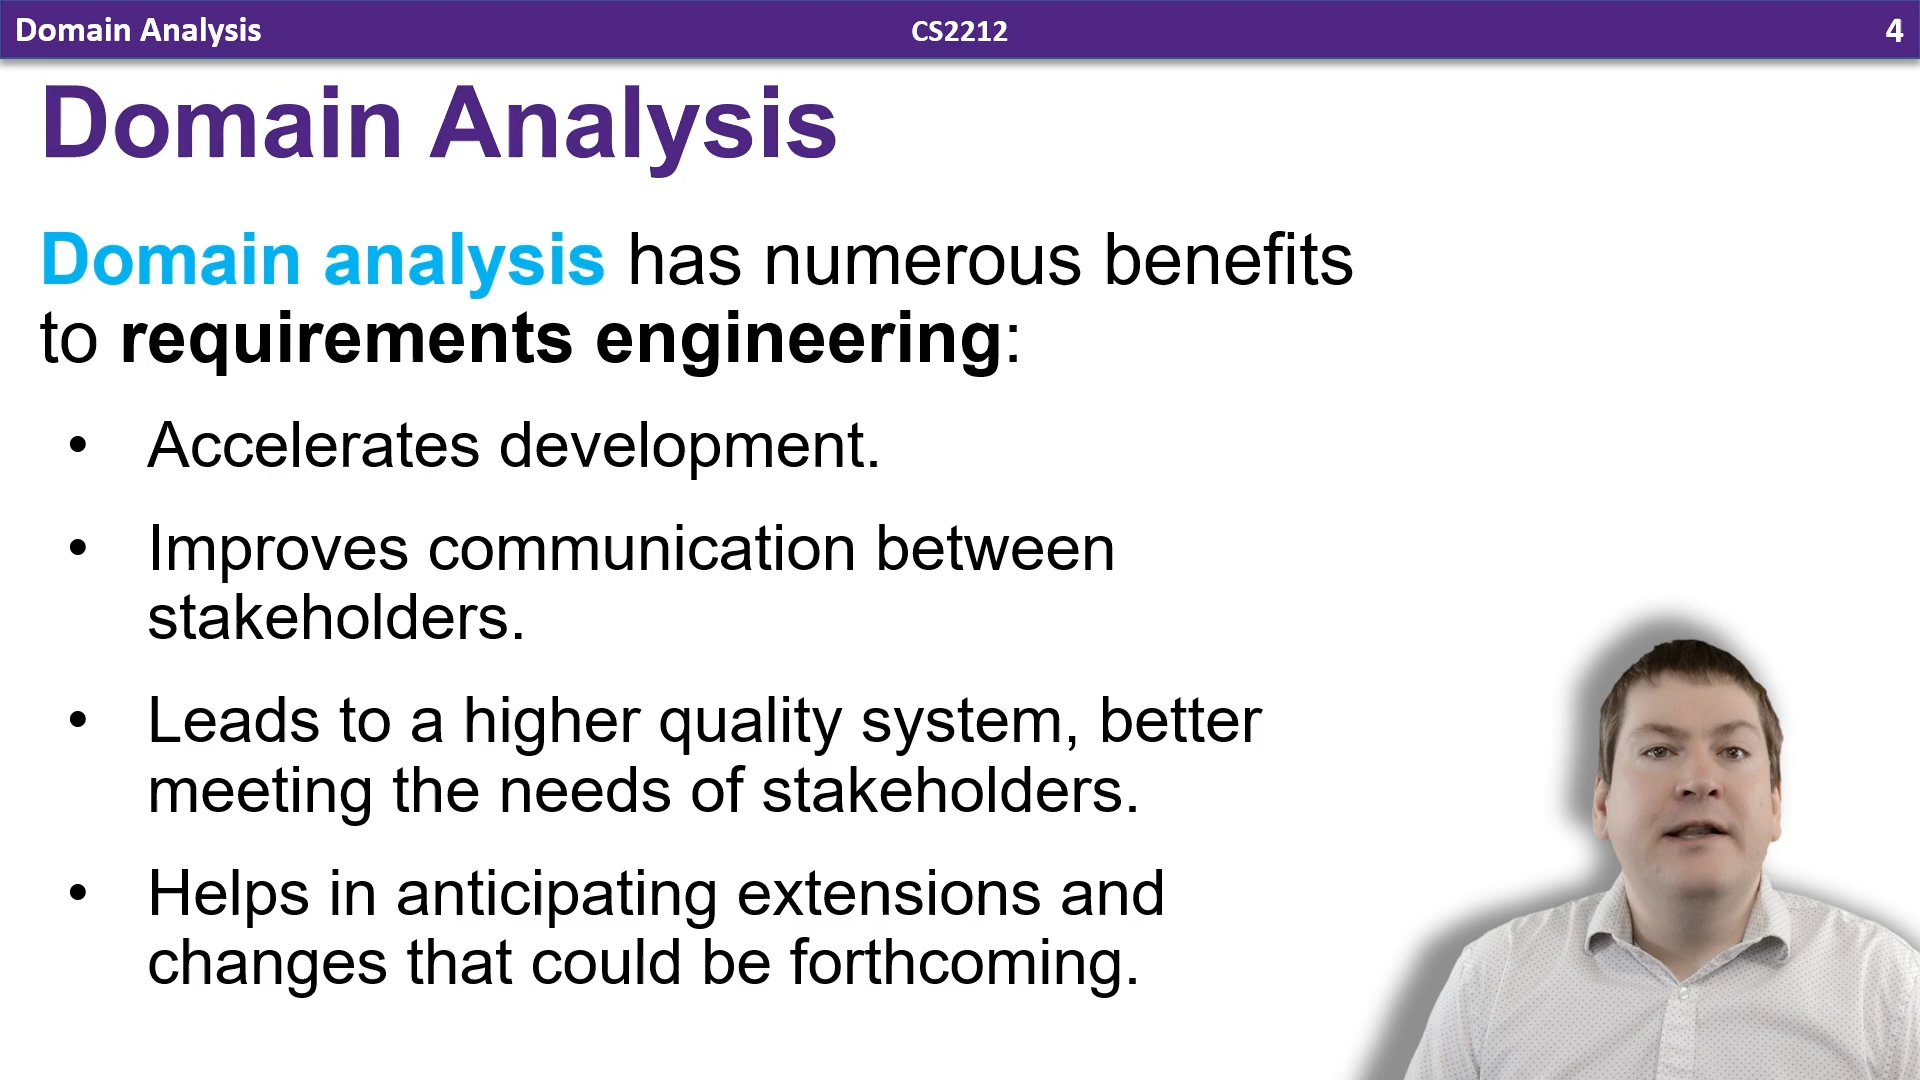 Domain Analysis
CS2212
4
Domain Analysis
Domain analysis has numerous benefits
to requirements engineering:
• Accelerates development.
• Improves communication between
stakeholders.
• Leads to a higher quality system, better
meeting the needs of stakeholders.
• Helps in anticipating extensions and
changes that could be forthcoming.